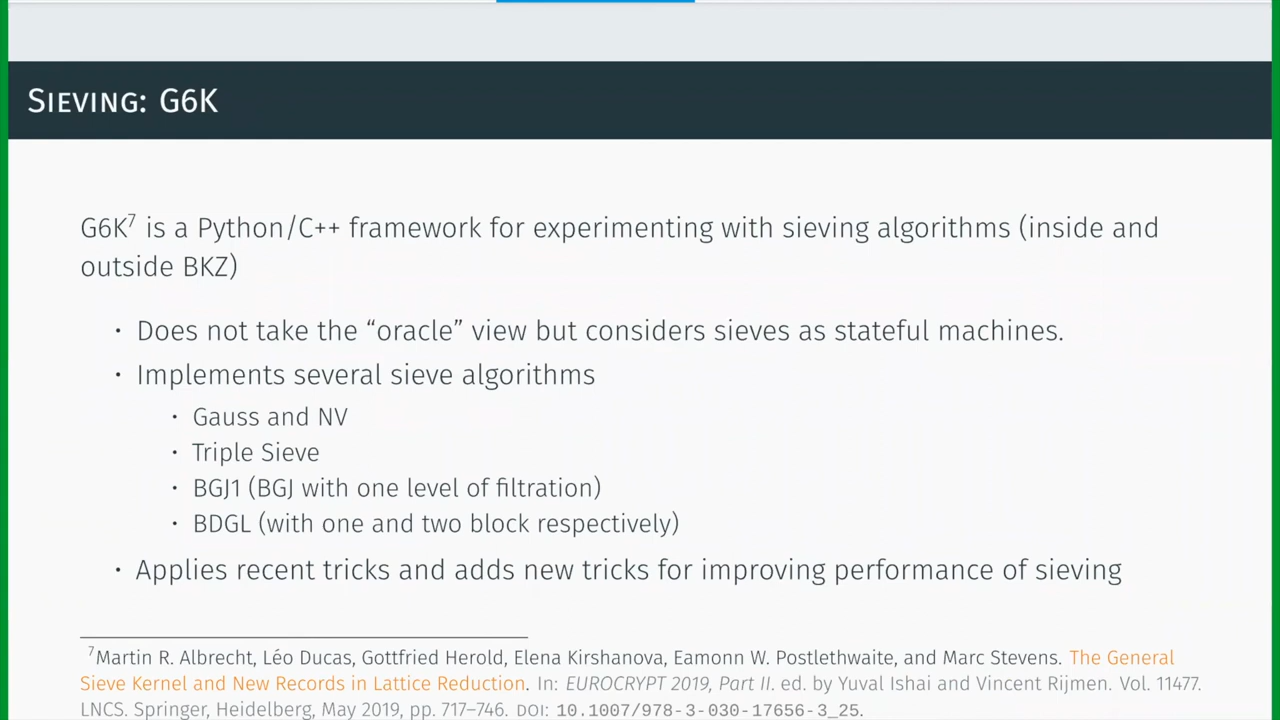 Sieving: G6K
G6K⁷ is a Python/C++ framework for experimenting with sieving algorithms (inside and
outside BKZ)
· Does not take the “oracle” view but considers sieves as stateful machines.
· Implements several sieve algorithms
· Gauss and NV
· Triple Sieve
· BGJ1 (BGJ with one level of filtration)
· BDGL (with one and two block respectively)
· Applies recent tricks and adds new tricks for improving performance of sieving
⁷Martin R. Albrecht, Léo Ducas, Gottfried Herold, Elena Kirshanova, Eamonn W. Postlethwaite, and Marc Stevens. The General
Sieve Kernel and New Records in Lattice Reduction. In: EUROCRYPT 2019, Part II. ed. by Yuval Ishai and Vincent Rijmen. Vol. 11477.
LNCS. Springer, Heidelberg, May 2019, pp. 717–746. DOI: 10.1007/978-3-030-17656-3_25.